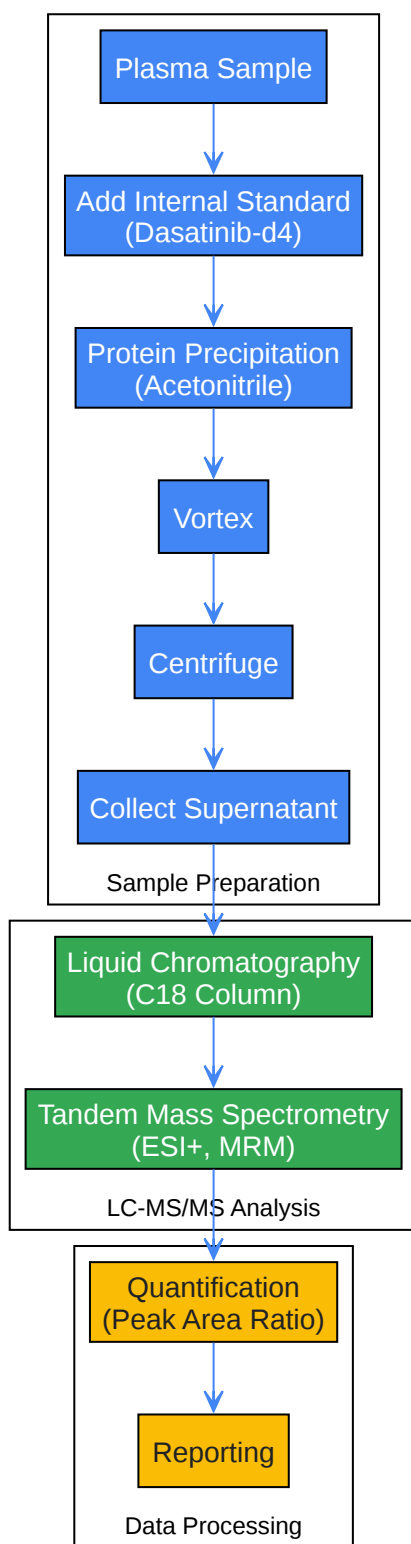 Plasma Sample
Add Internal Standard
(Dasatinib-d4)
Protein Precipitation
(Acetonitrile)
Vortex
Centrifuge
Collect Supernatant
Sample Preparation
Liquid Chromatography
(C18 Column)
Tandem Mass Spectrometry
(ESI+, MRM)
LC-MS/MS Analysis
Quantification
(Peak Area Ratio)
Reporting
Data Processing